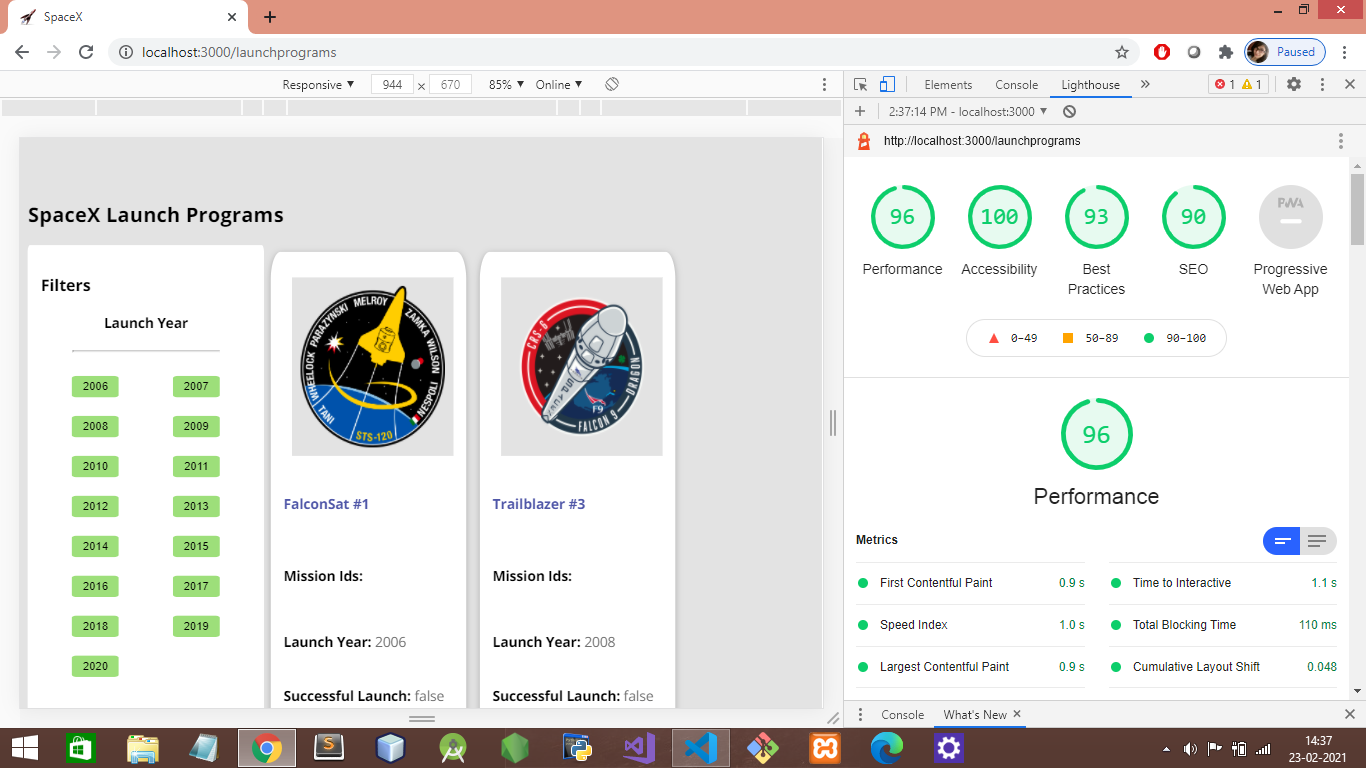 SpaceX
localhost:3000/launchprograms
Paused
Responsive 944 × 670 85% Online
Elements Console Lighthouse 1 1
2:37:14 PM - localhost:3000
http://localhost:3000/launchprograms
SpaceX Launch Programs
Filters
Launch Year
2006 2007
2008 2009
2010 2011
2012 2013
2014 2015
2016 2017
2018 2019
2020
WHEELOCK PARAZYNSKI MELROY ZAMKA WILSON NESPOLI TANI
STS-120
FalconSat #1
Mission Ids:
Launch Year: 2006
Successful Launch: false
CRS-6 DRAGON
F9
FALCON 9
Trailblazer #3
Mission Ids:
Launch Year: 2008
Successful Launch: false
96 100 93 90 PWA
Performance Accessibility Best Practices SEO Progressive Web App
0–49 50–89 90–100
96
Performance
Metrics
First Contentful Paint 0.9 s
Time to Interactive 1.1 s
Speed Index 1.0 s
Total Blocking Time 110 ms
Largest Contentful Paint 0.9 s
Cumulative Layout Shift 0.048
Console What's New
14:37
23-02-2021